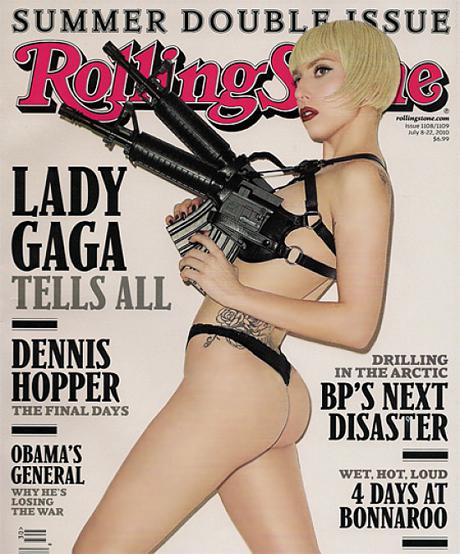 SUMMER DOUBLE ISSUE
RollingStone
rollingstone.com
Issue 1108/1109
July 8-22, 2010
$6.99
LADY
GAGA
TELLS ALL
DENNIS
HOPPER
THE FINAL DAYS
OBAMA'S
GENERAL
WHY HE'S
LOSING
THE WAR
DRILLING
IN THE ARCTIC
BP'S NEXT
DISASTER
WET, HOT, LOUD
4 DAYS AT
BONNAROO